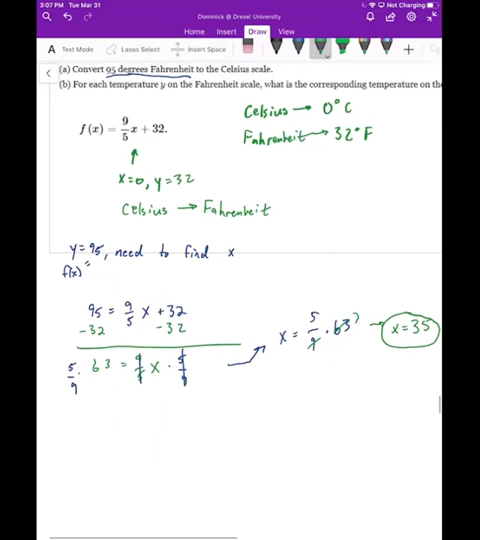 3:07 PM Tue Mar 31
Not Charging
Dominick @ Drexel University
Home Insert Draw View
Text Mode Lasso Select Insert Space
(a) Convert 95 degrees Fahrenheit to the Celsius scale.
(b) For each temperature y on the Fahrenheit scale, what is the corresponding temperature on the
Celsius → 0°C
Fahrenheit → 32°F
f(x) = 9/5 x + 32.
x=0, y=32
Celsius → Fahrenheit
y=95, need to find x
f(x)=
95 = 9/5 x + 32
-32 -32
5/9 · 63 = 9/5 x · 5/9
x = 5/9 · 63 7 → x=35